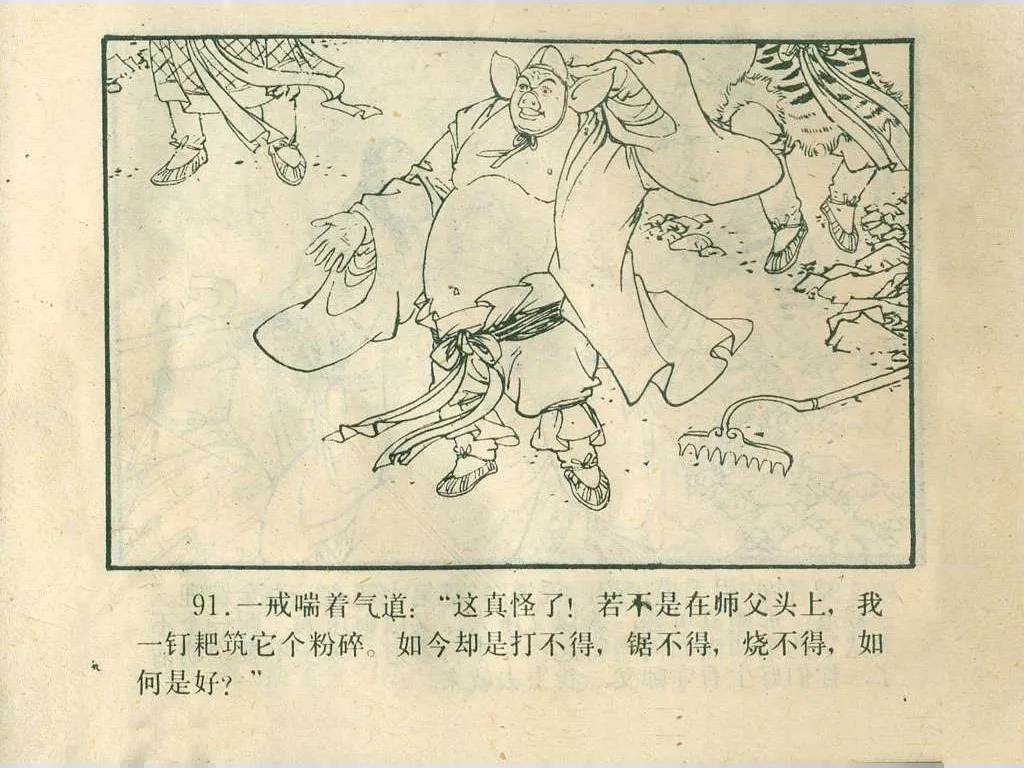 91.一戒喘着气道：“这真怪了！若不是在师父头上，我
一钉耙筑它个粉碎。如今却是打不得，锯不得，烧不得，如
何是好？”